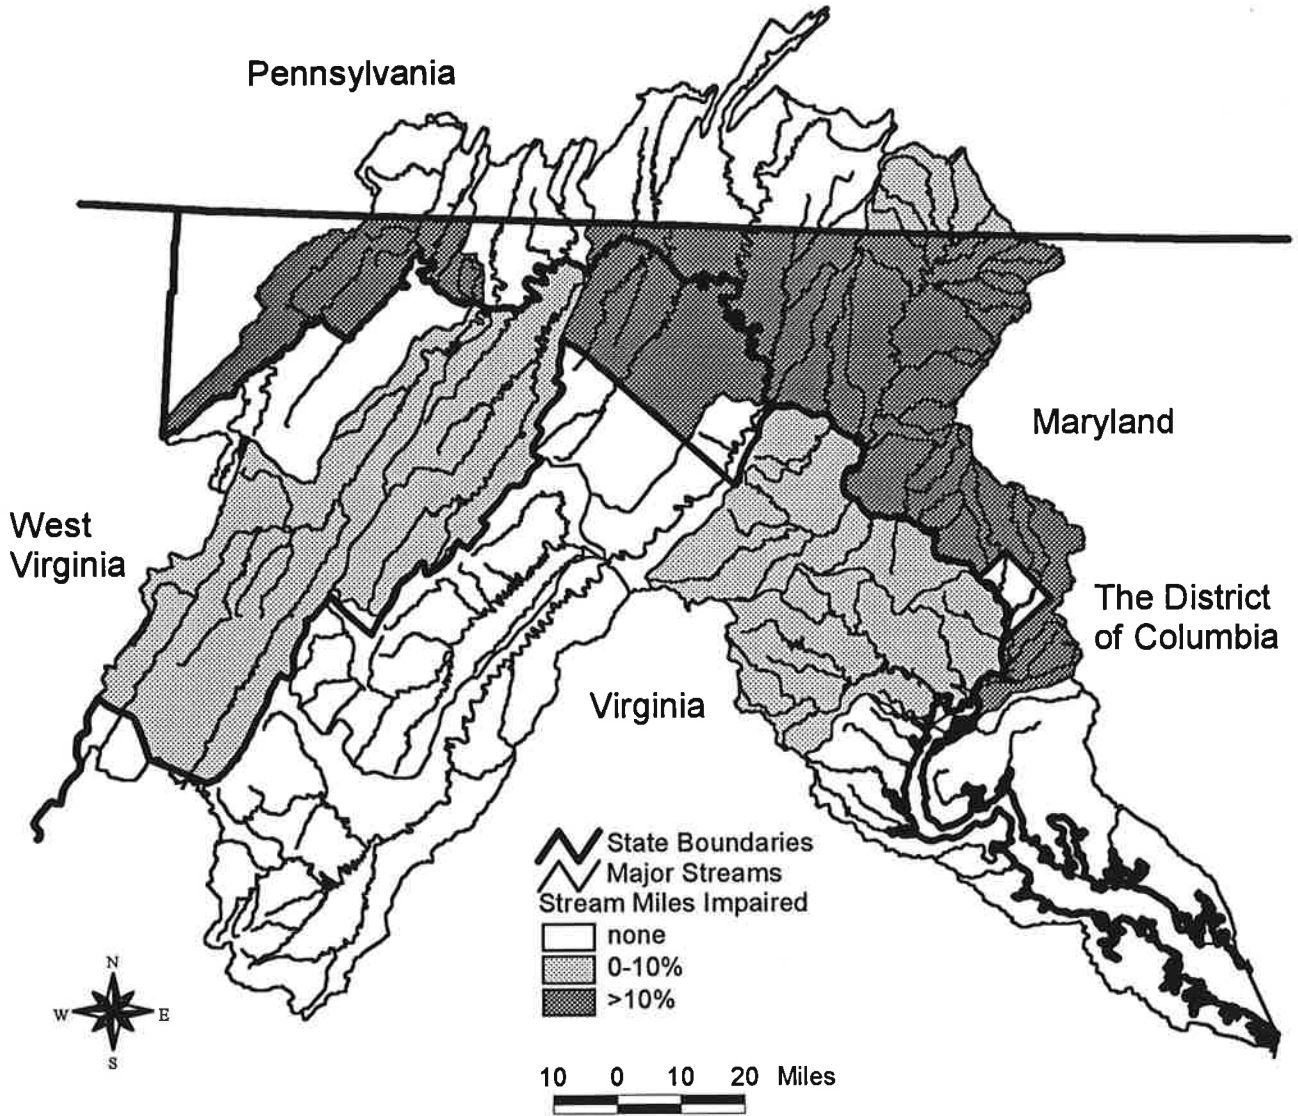 Pennsylvania
Maryland
West
Virginia
The District
of Columbia
Virginia
State Boundaries
Major Streams
Stream Miles Impaired
none
0-10%
>10%
N
W E
S
10 0 10 20 Miles